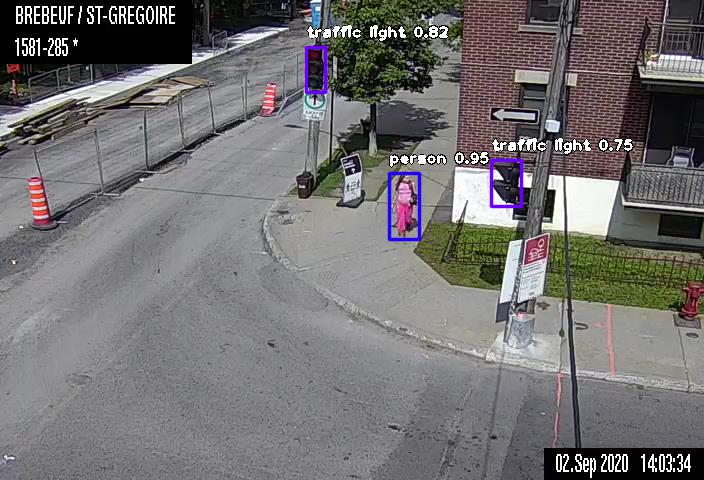 BREBEUF / ST-GREGOIRE
1581-285 *
traffic light 0.82
traffic light 0.75
person 0.95
02.Sep 2020 14:03:34